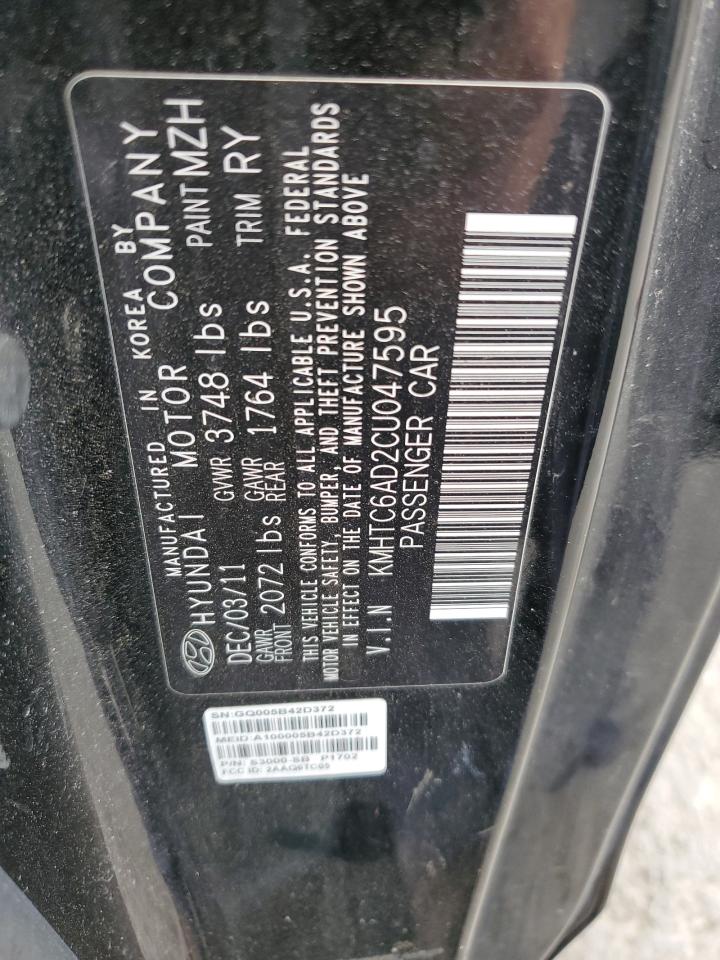 MANUFACTURED IN KOREA BY
HYUNDAI MOTOR COMPANY
DEC/03/11 GVWR 3748 lbs PAINT MZH
GAWR FRONT 2072 lbs GAWR REAR 1764 lbs TRIM RY
THIS VEHICLE CONFORMS TO ALL APPLICABLE U.S.A. FEDERAL
MOTOR VEHICLE SAFETY, BUMPER, AND THEFT PREVENTION STANDARDS
IN EFFECT ON THE DATE OF MANUFACTURE SHOWN ABOVE
V.I.N KMHTC6AD2CU047595
PASSENGER CAR
SN:GQ005B42D372
MEID:A100005B42D372
P/N: S3000-SB P1702
FCC ID: 2AAQ6TC05